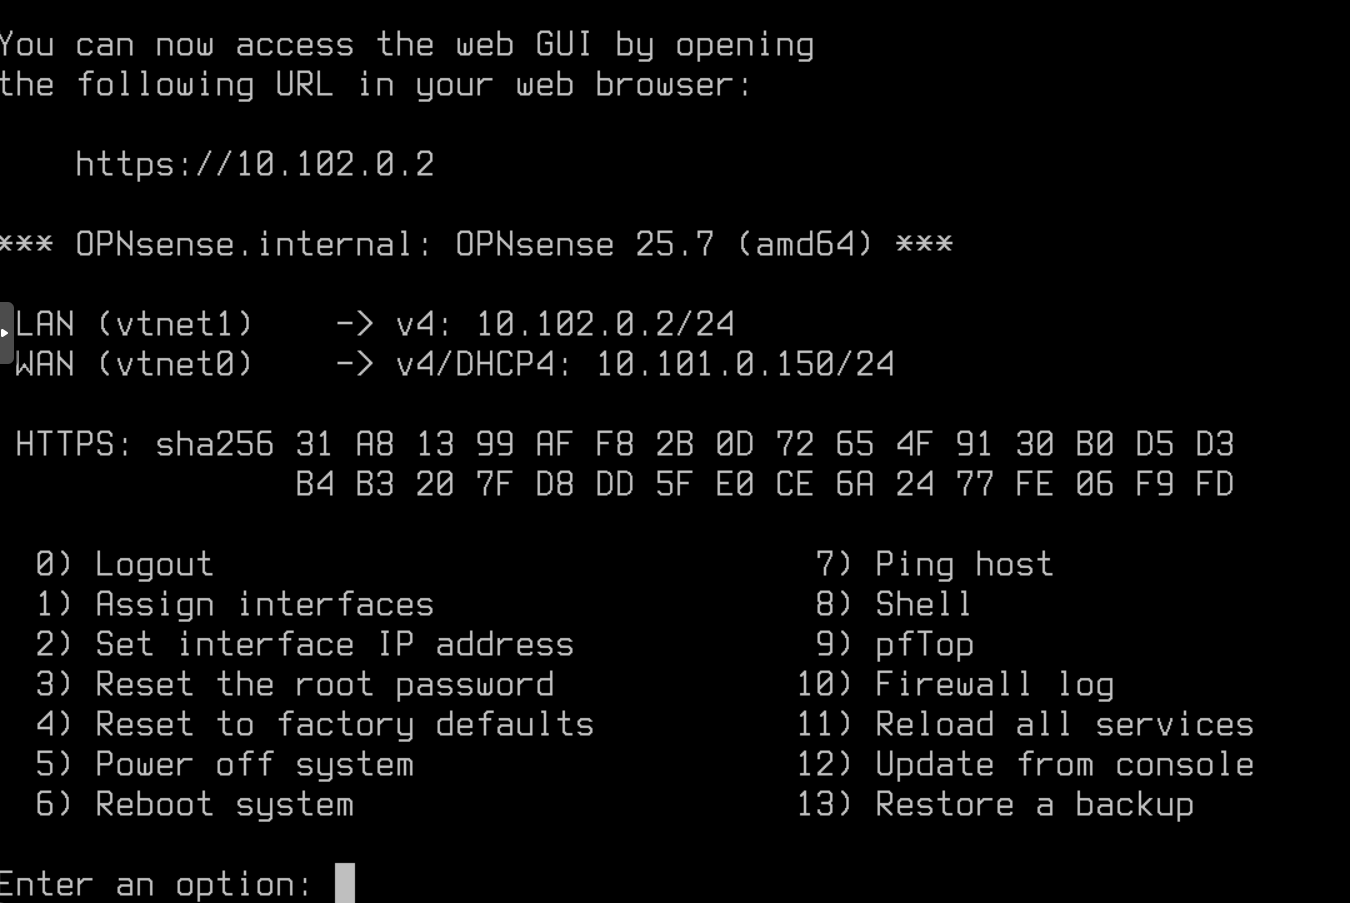 You can now access the web GUI by opening
the following URL in your web browser:
https://10.102.0.2
*** OPNsense.internal: OPNsense 25.7 (amd64) ***
LAN (vtnet1) -> v4: 10.102.0.2/24
WAN (vtnet0) -> v4/DHCP4: 10.101.0.150/24
HTTPS: sha256 31 A8 13 99 AF F8 2B 0D 72 65 4F 91 30 B0 D5 D3
B4 B3 20 7F D8 DD 5F E0 CE 6A 24 77 FE 06 F9 FD
0) Logout 7) Ping host
1) Assign interfaces 8) Shell
2) Set interface IP address 9) pfTop
3) Reset the root password 10) Firewall log
4) Reset to factory defaults 11) Reload all services
5) Power off system 12) Update from console
6) Reboot system 13) Restore a backup
Enter an option: